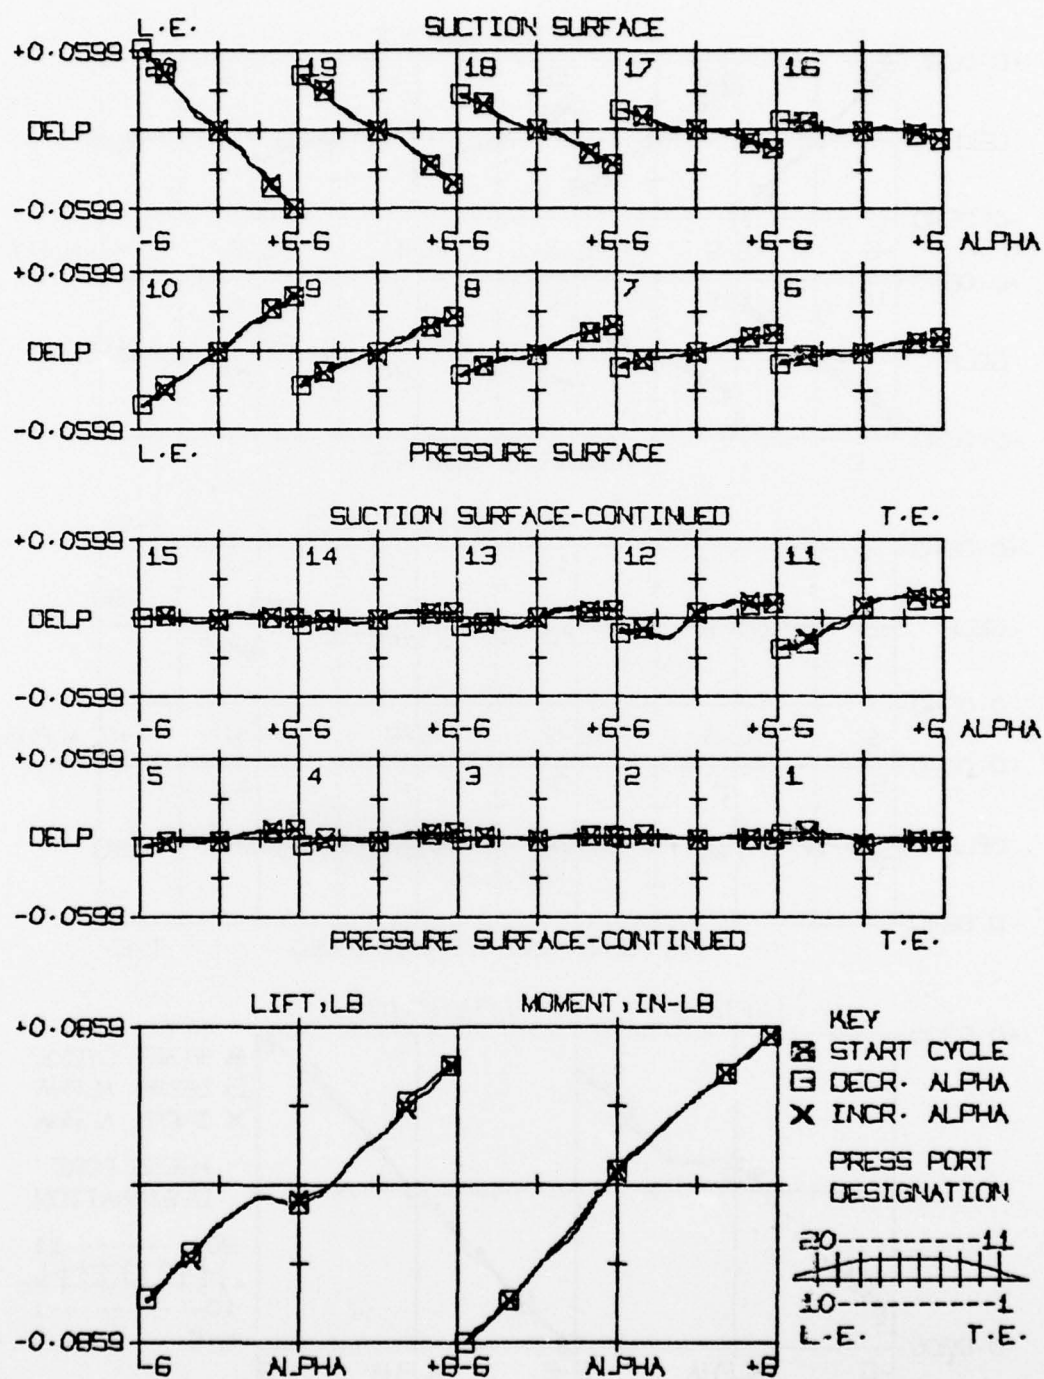 L.E. SUCTION SURFACE
+0.0599
20 19 18 17 16
DELP
-0.0599
-6 +6-6 +6-6 +6-6 +6-6 +6 ALPHA
+0.0599
10 9 8 7 6
DELP
-0.0599
L.E. PRESSURE SURFACE
SUCTION SURFACE-CONTINUED T.E.
+0.0599
15 14 13 12 11
DELP
-0.0599
-6 +6-6 +6-6 +6-6 +6-6 +6 ALPHA
+0.0599
5 4 3 2 1
DELP
-0.0599
PRESSURE SURFACE-CONTINUED T.E.
LIFT,LB MOMENT,IN-LB
+0.0859
-0.0859
-6 ALPHA +6-6 ALPHA +6
KEY
START CYCLE
DECR. ALPHA
INCR. ALPHA
PRESS PORT
DESIGNATION
20---------11
10---------1
L.E. T.E.